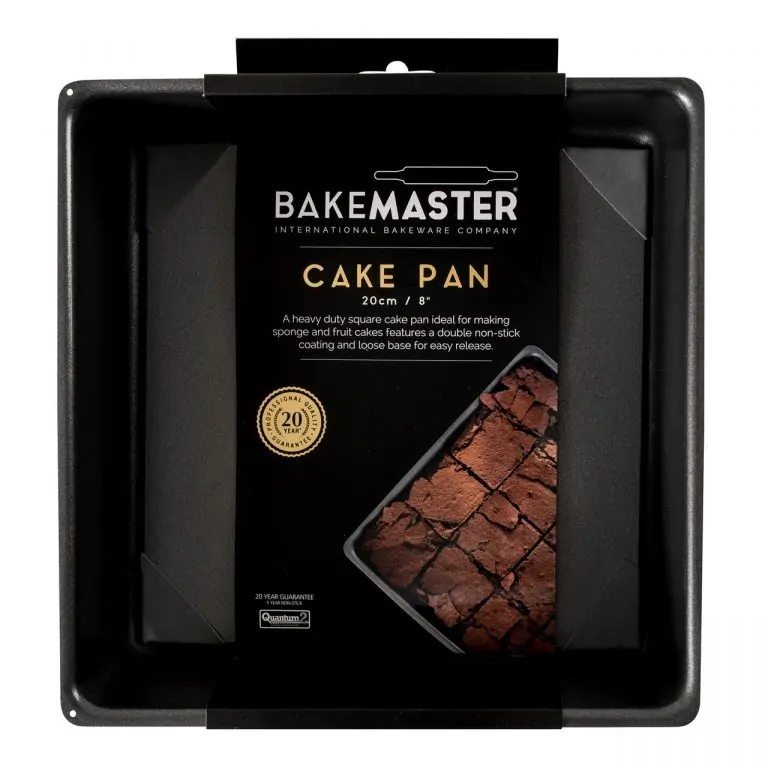 BAKEMASTER®
INTERNATIONAL BAKEWARE COMPANY
CAKE PAN
20cm / 8"
A heavy duty square cake pan ideal for making
sponge and fruit cakes features a double non-stick
coating and loose base for easy release.
PROFESSIONAL QUALITY
20
YEAR*
GUARANTEE
20 YEAR GUARANTEE
5 YEAR NON-STICK
Quantum2